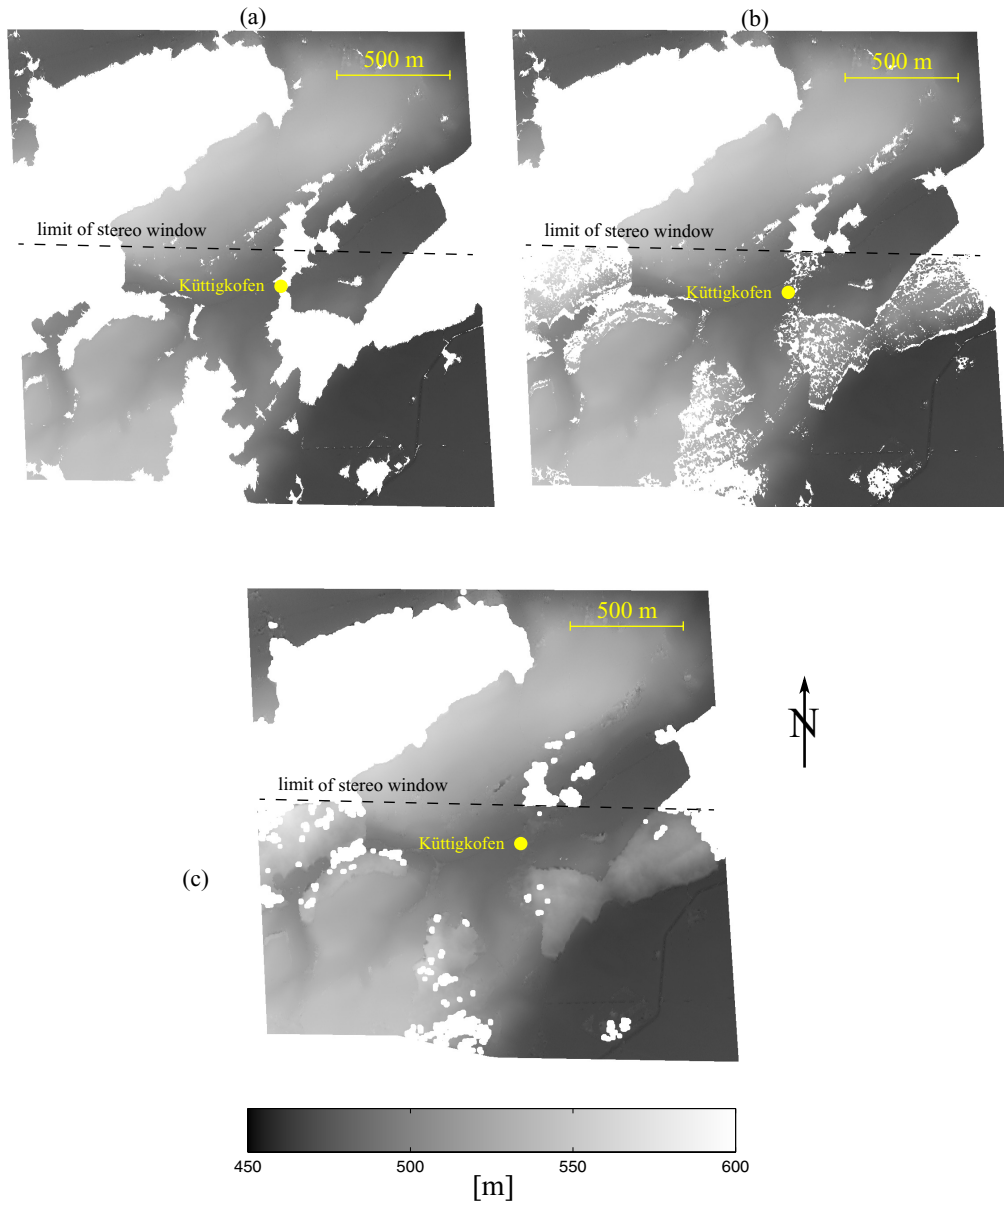 (a)
(b)
500 m
500 m
limit of stereo window
limit of stereo window
Küttigkofen
Küttigkofen
500 m
N
limit of stereo window
Küttigkofen
(c)
450
500
550
600
[m]